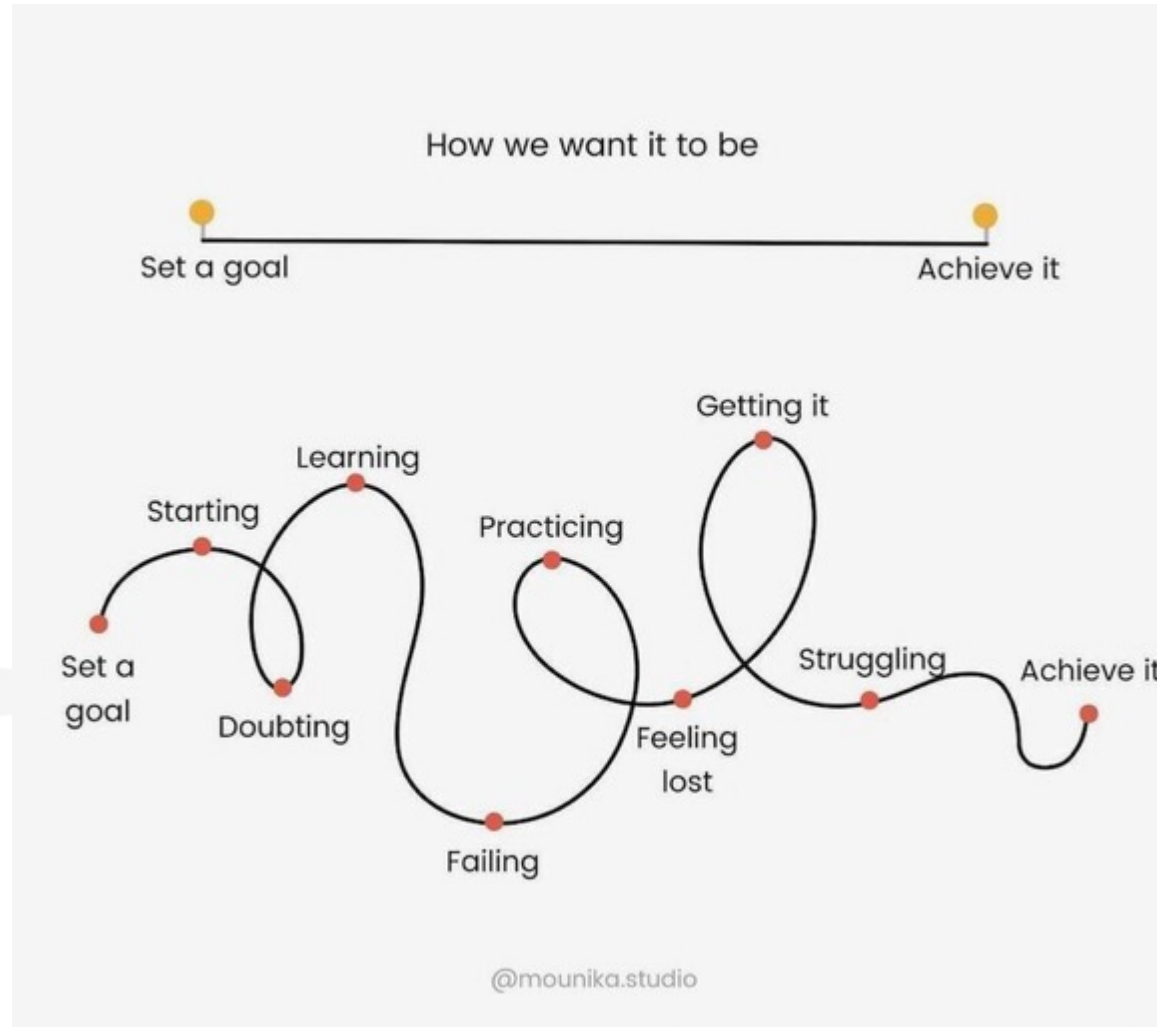 How we want it to be
Set a goal
Achieve it
Getting it
Learning
Starting
Practicing
Set a
goal
Doubting
Struggling
Achieve it
Feeling
lost
Failing
@mounika.studio